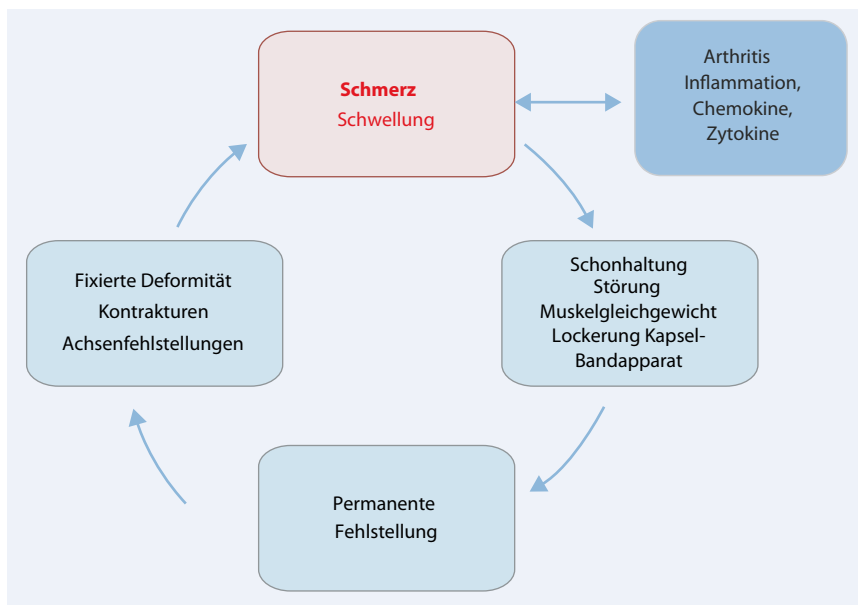 Schmerz
Schwellung
Arthritis
Inflammation,
Chemokine,
Zytokine
Schonhaltung
Störung
Muskelgleichgewicht
Lockerung Kapsel-
Bandapparat
Permanente
Fehlstellung
Fixierte Deformität
Kontrakturen
Achsenfehlstellungen